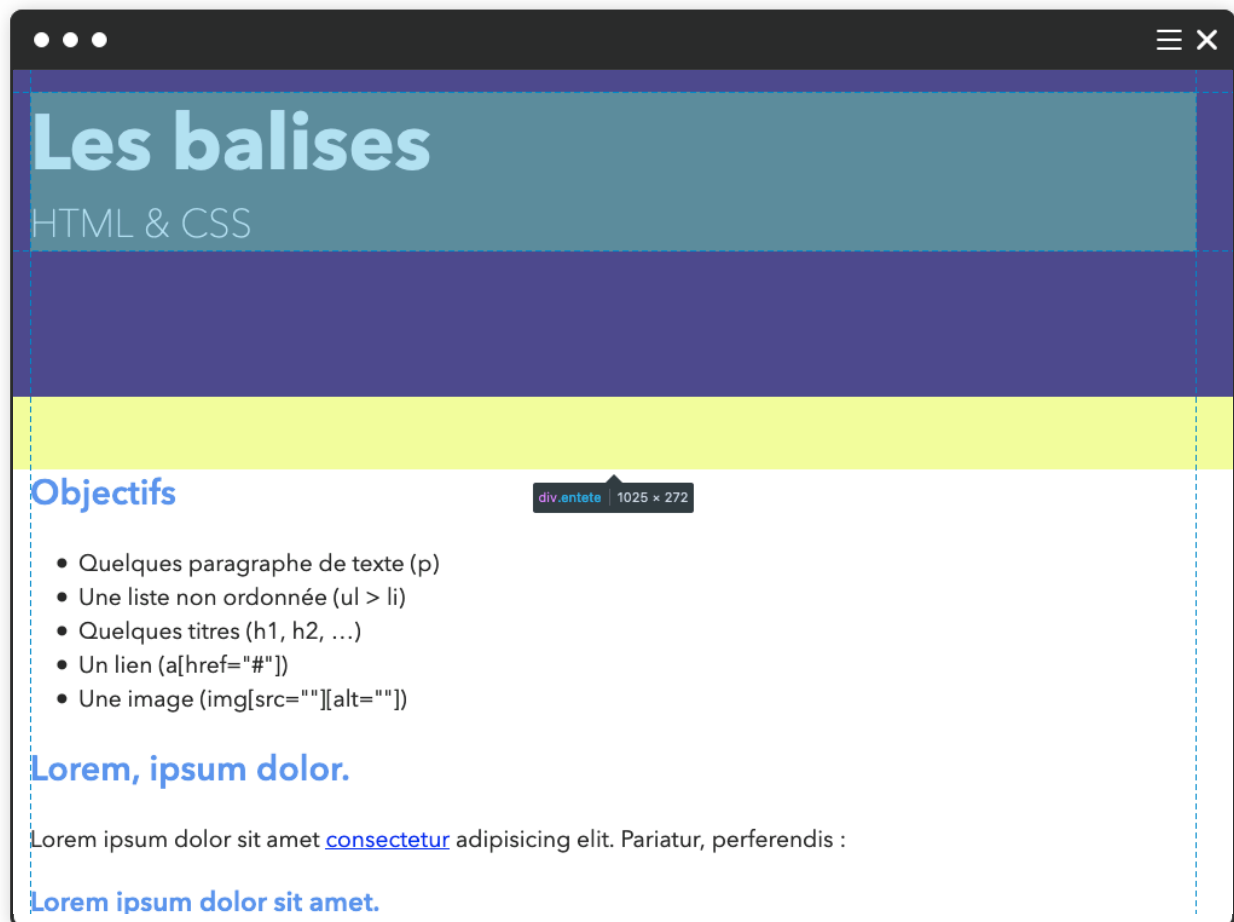 Les balises
HTML & CSS
Objectifs
div.entete 1025 × 272
Quelques paragraphe de texte (p)
Une liste non ordonnée (ul > li)
Quelques titres (h1, h2, …)
Un lien (a[href="#"])
Une image (img[src=""][alt=""])
Lorem, ipsum dolor.
Lorem ipsum dolor sit amet consectetur adipisicing elit. Pariatur, perferendis :
Lorem ipsum dolor sit amet.